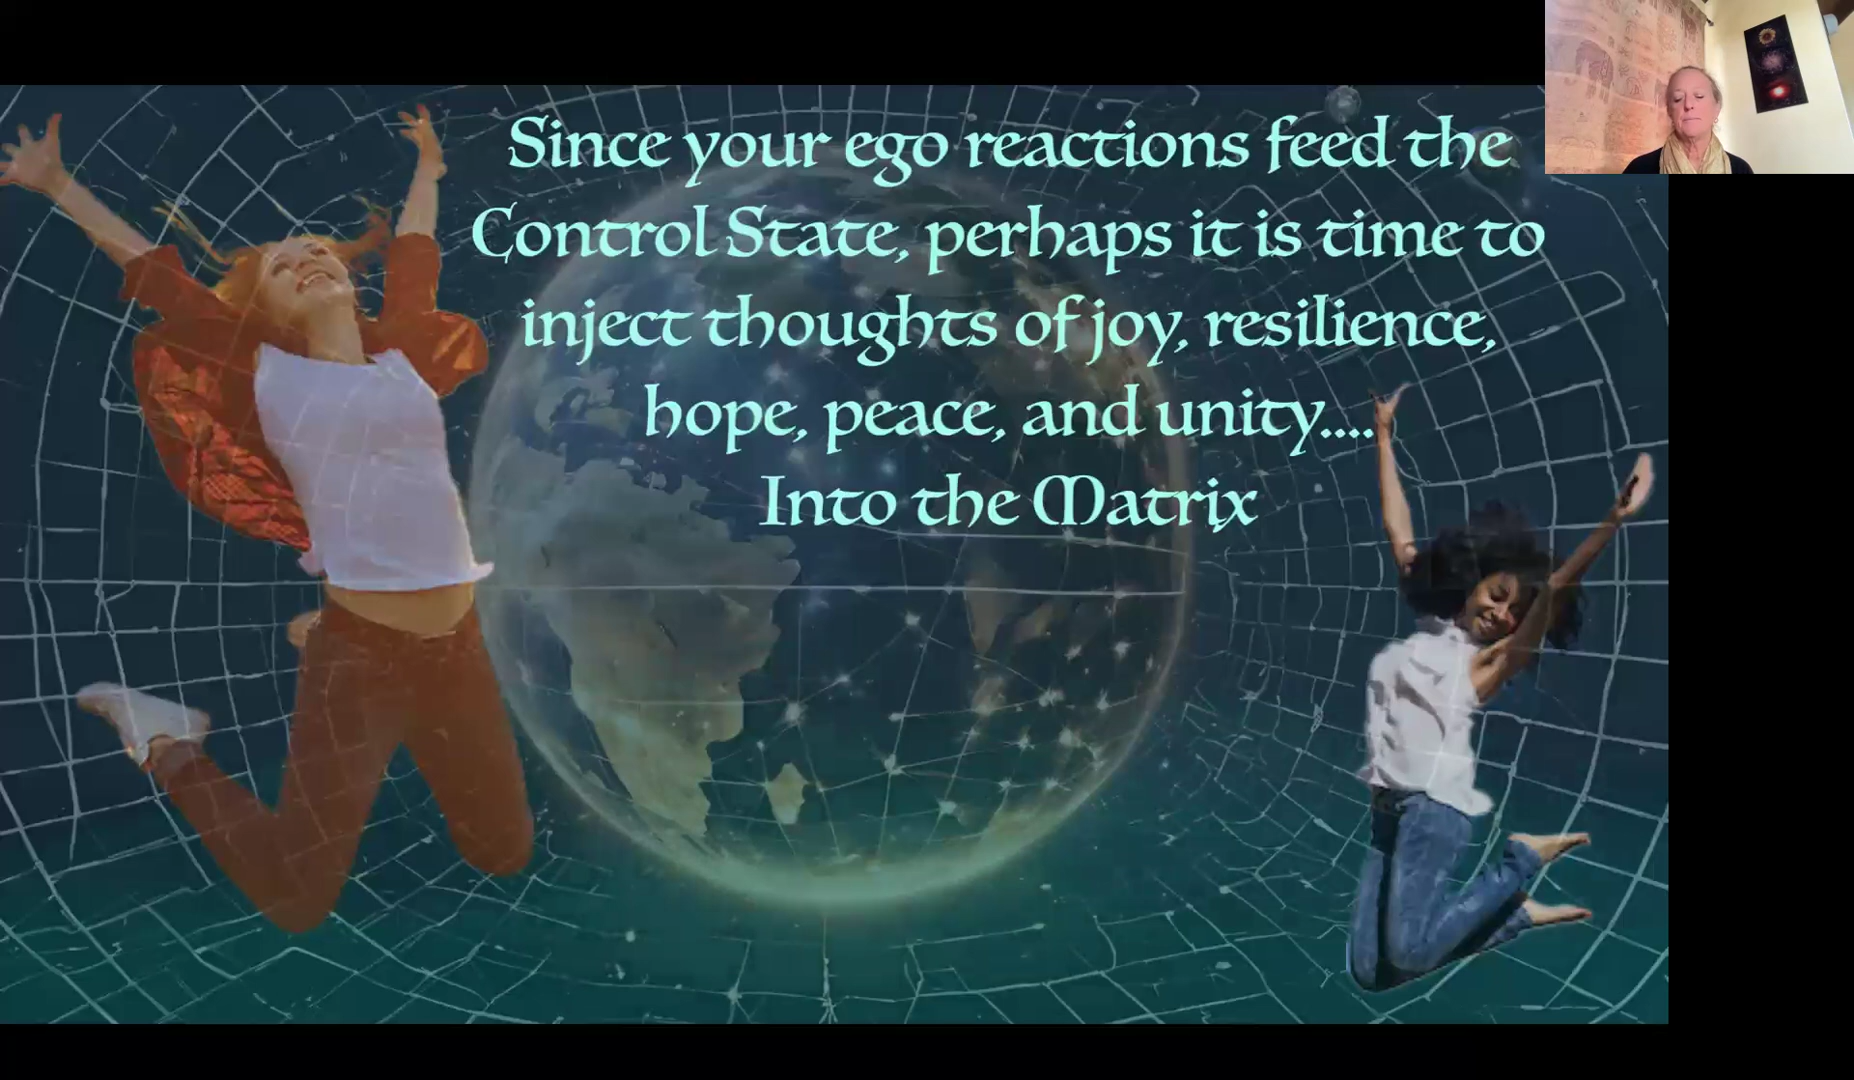 Since your ego reactions feed the
Control State, perhaps it is time to
inject thoughts of joy, resilience,
hope, peace, and unity....
Into the Matrix